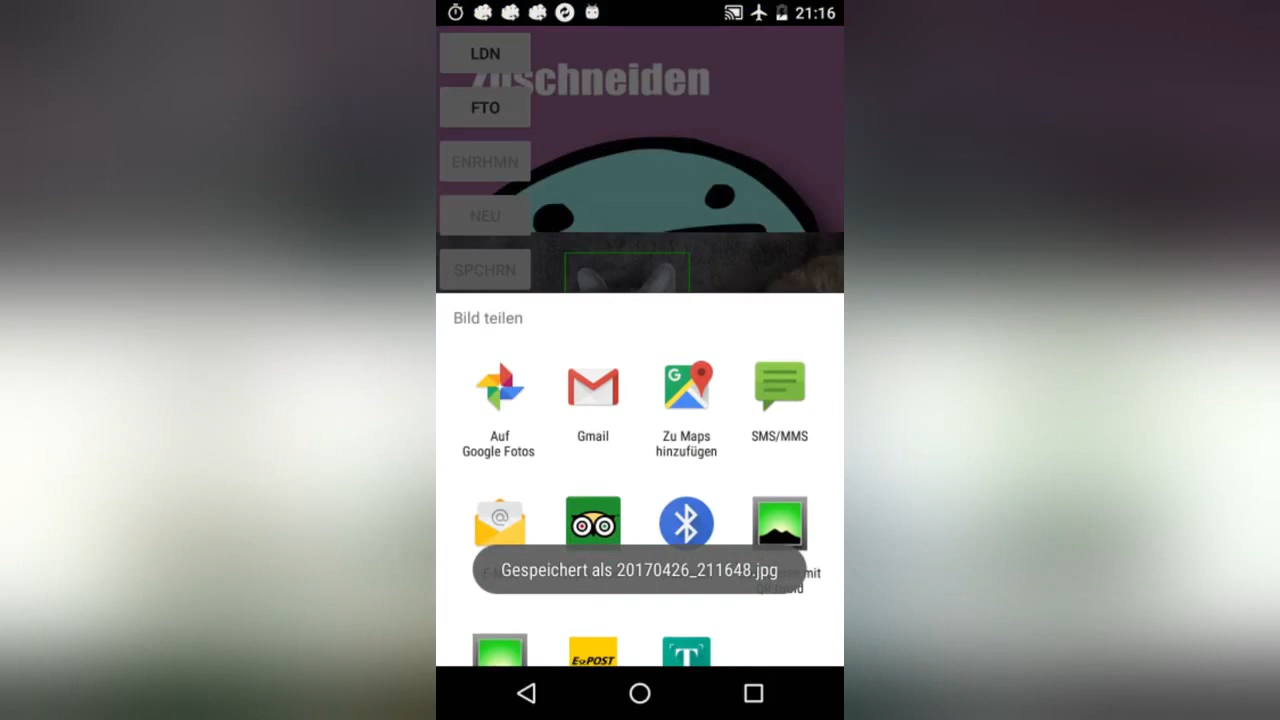 21:16
LDN
Zuschneiden
FTO
ENRHMN
NEU
SPCHRN
Bild teilen
Auf
Google Fotos
Gmail
Zu Maps
hinzufügen
SMS/MMS
Gespeichert als 20170426_211648.jpg
mit
E-POST